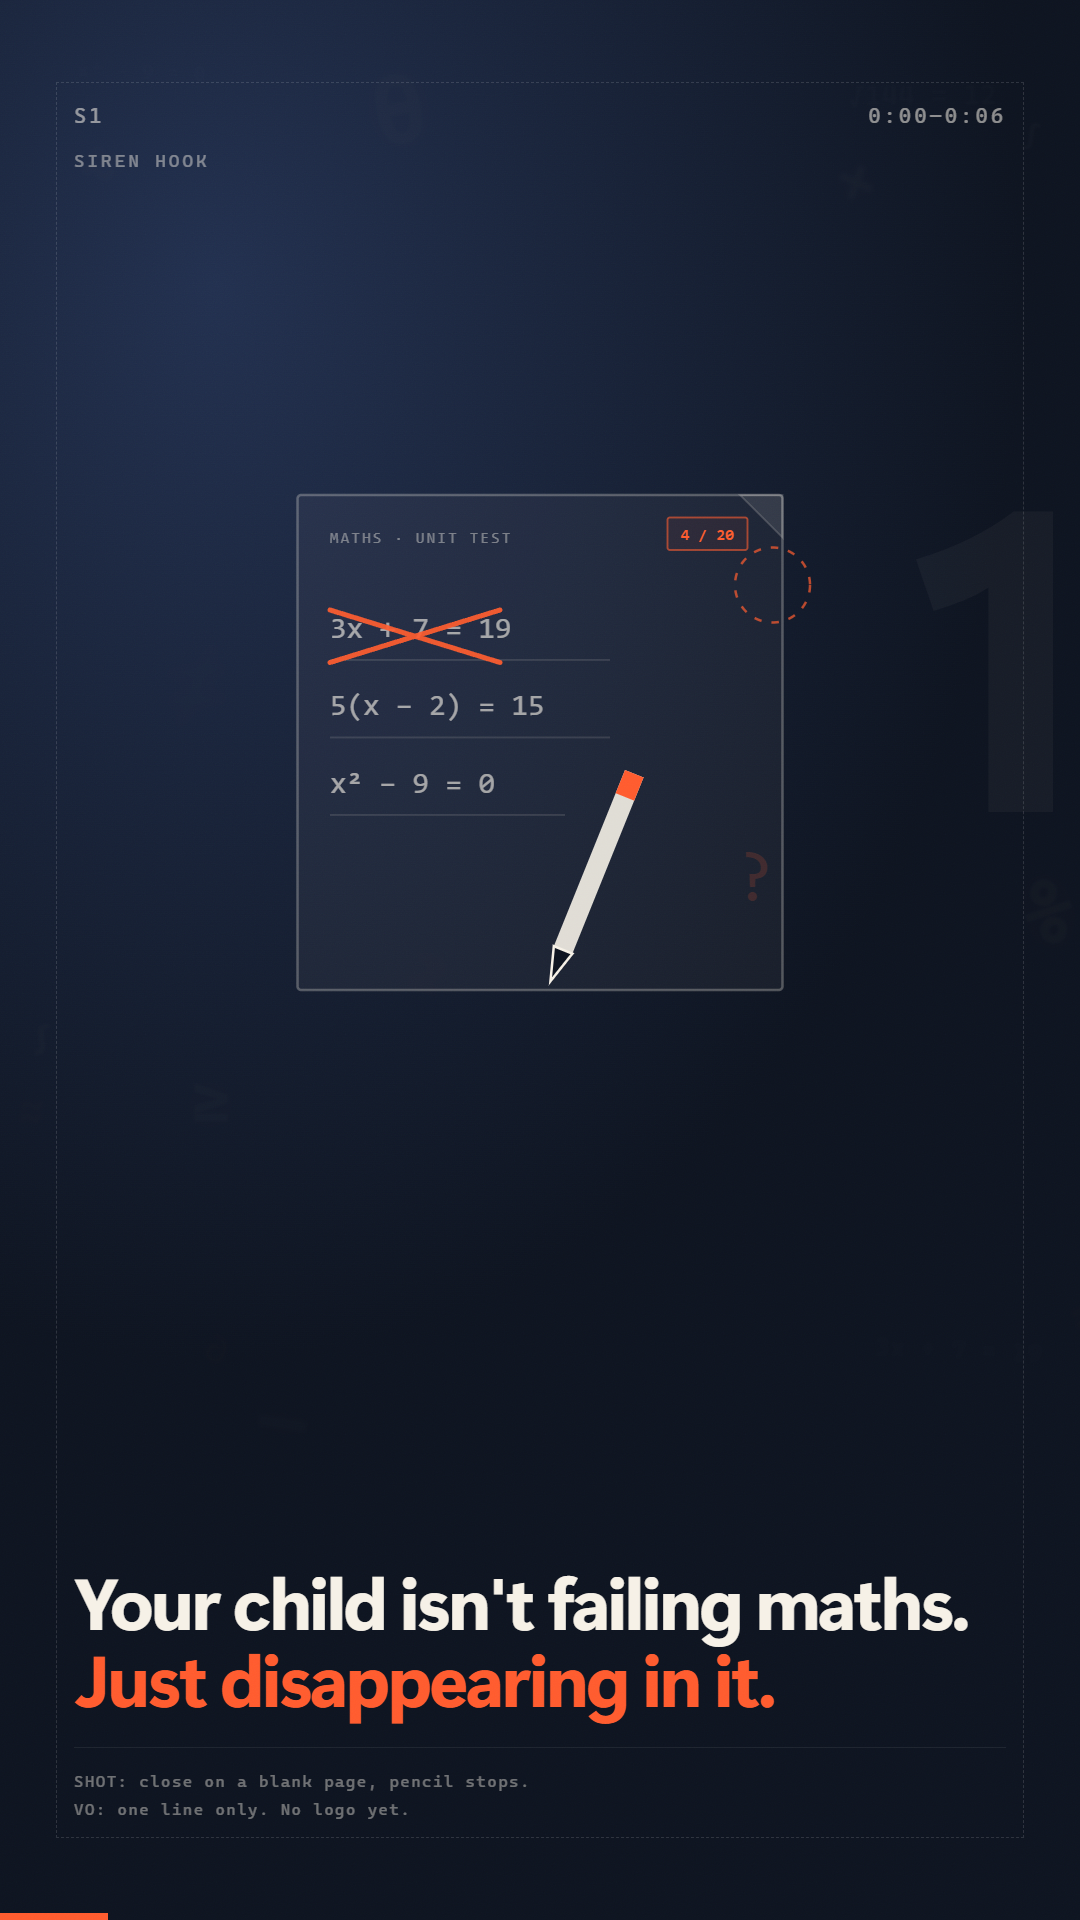 S1
0:00–0:06
SIREN HOOK
MATHS · UNIT TEST
4 / 20
3x + 7 = 19
5(x − 2) = 15
x² − 9 = 0
?
1
%
≥
Your child isn't failing maths.
Just disappearing in it.
SHOT: close on a blank page, pencil stops.
VO: one line only. No logo yet.